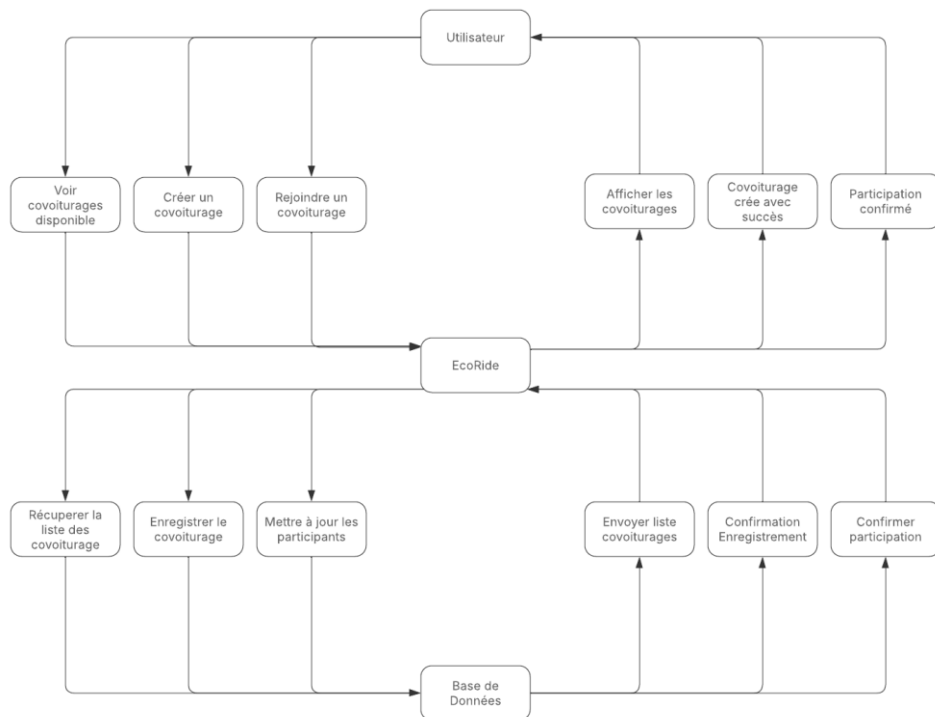 Utilisateur
Voir
covoiturages
disponible
Créer un
covoiturage
Rejoindre un
covoiturage
Afficher les
covoiturages
Covoiturage
crée avec
succès
Participation
confirmé
EcoRide
Récuperer la
liste des
covoiturage
Enregistrer le
covoiturage
Mettre à jour les
participants
Envoyer liste
covoiturages
Confirmation
Enregistrement
Confirmer
participation
Base de
Données